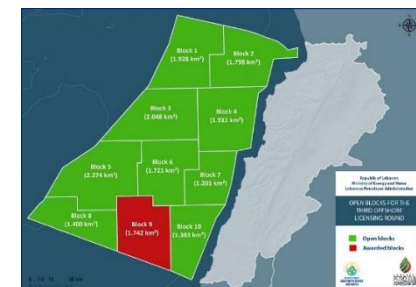 Block 1
(1.928 km²)
Block 2
(1.798 km²)
Block 3
(2.048 km²)
Block 4
(1.911 km²)
Block 5
(2.374 km²)
Block 6
(1.721 km²)
Block 7
(1.201 km²)
Block 8
(1.400 km²)
Block 9
(1.742 km²)
Block 10
(1.383 km²)
Republic of Lebanon
Ministry of Energy and Water
Lebanese Petroleum Administration
OPEN BLOCKS FOR THE
THIRD OFFSHORE
LICENSING ROUND
Open blocks
Awarded blocks